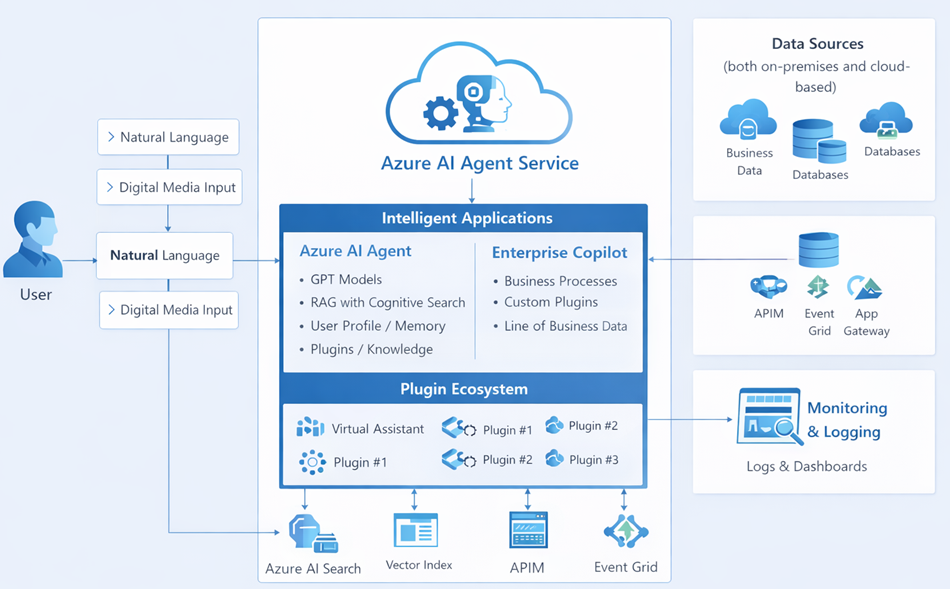 User
> Natural Language
> Digital Media Input
Natural Language
> Digital Media Input
Azure AI Agent Service
Intelligent Applications
Azure AI Agent
• GPT Models
• RAG with Cognitive Search
• User Profile / Memory
• Plugins / Knowledge
Enterprise Copilot
• Business Processes
• Custom Plugins
• Line of Business Data
Plugin Ecosystem
Virtual Assistant
Plugin #1
Plugin #2
Plugin #1
Plugin #2
Plugin #3
Azure AI Search
Vector Index
APIM
Event Grid
Data Sources
(both on-premises and cloud-
based)
Business
Data
Databases
Databases
APIM
Event
Grid
App
Gateway
Monitoring
& Logging
Logs & Dashboards